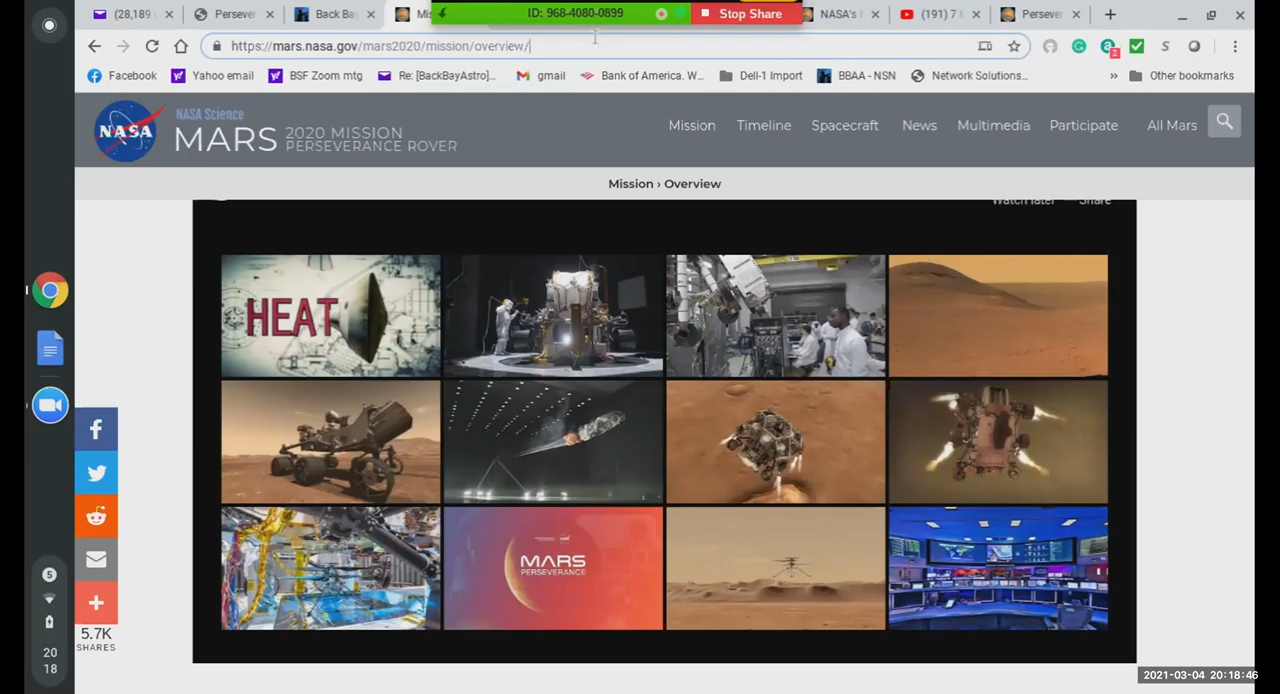 (28,189
Persever
Back Bay
ID: 968-4080-0899
Stop Share
NASA's
(191) 7
Persever
https://mars.nasa.gov/mars2020/mission/overview/
2
S
Facebook
Yahoo email
BSF Zoom mtg
Re: [BackBayAstro]...
gmail
Bank of America. W...
Dell-1 Import
BBAA - NSN
Network Solutions...
»
Other bookmarks
NASA
NASA Science
MARS
2020 MISSION
PERSEVERANCE ROVER
Mission
Timeline
Spacecraft
News
Multimedia
Participate
All Mars
Mission › Overview
Watch later
Share
HEAT
MARS
PERSEVERANCE
5.7K
SHARES
5
20
18
2021-03-04 20:18:46